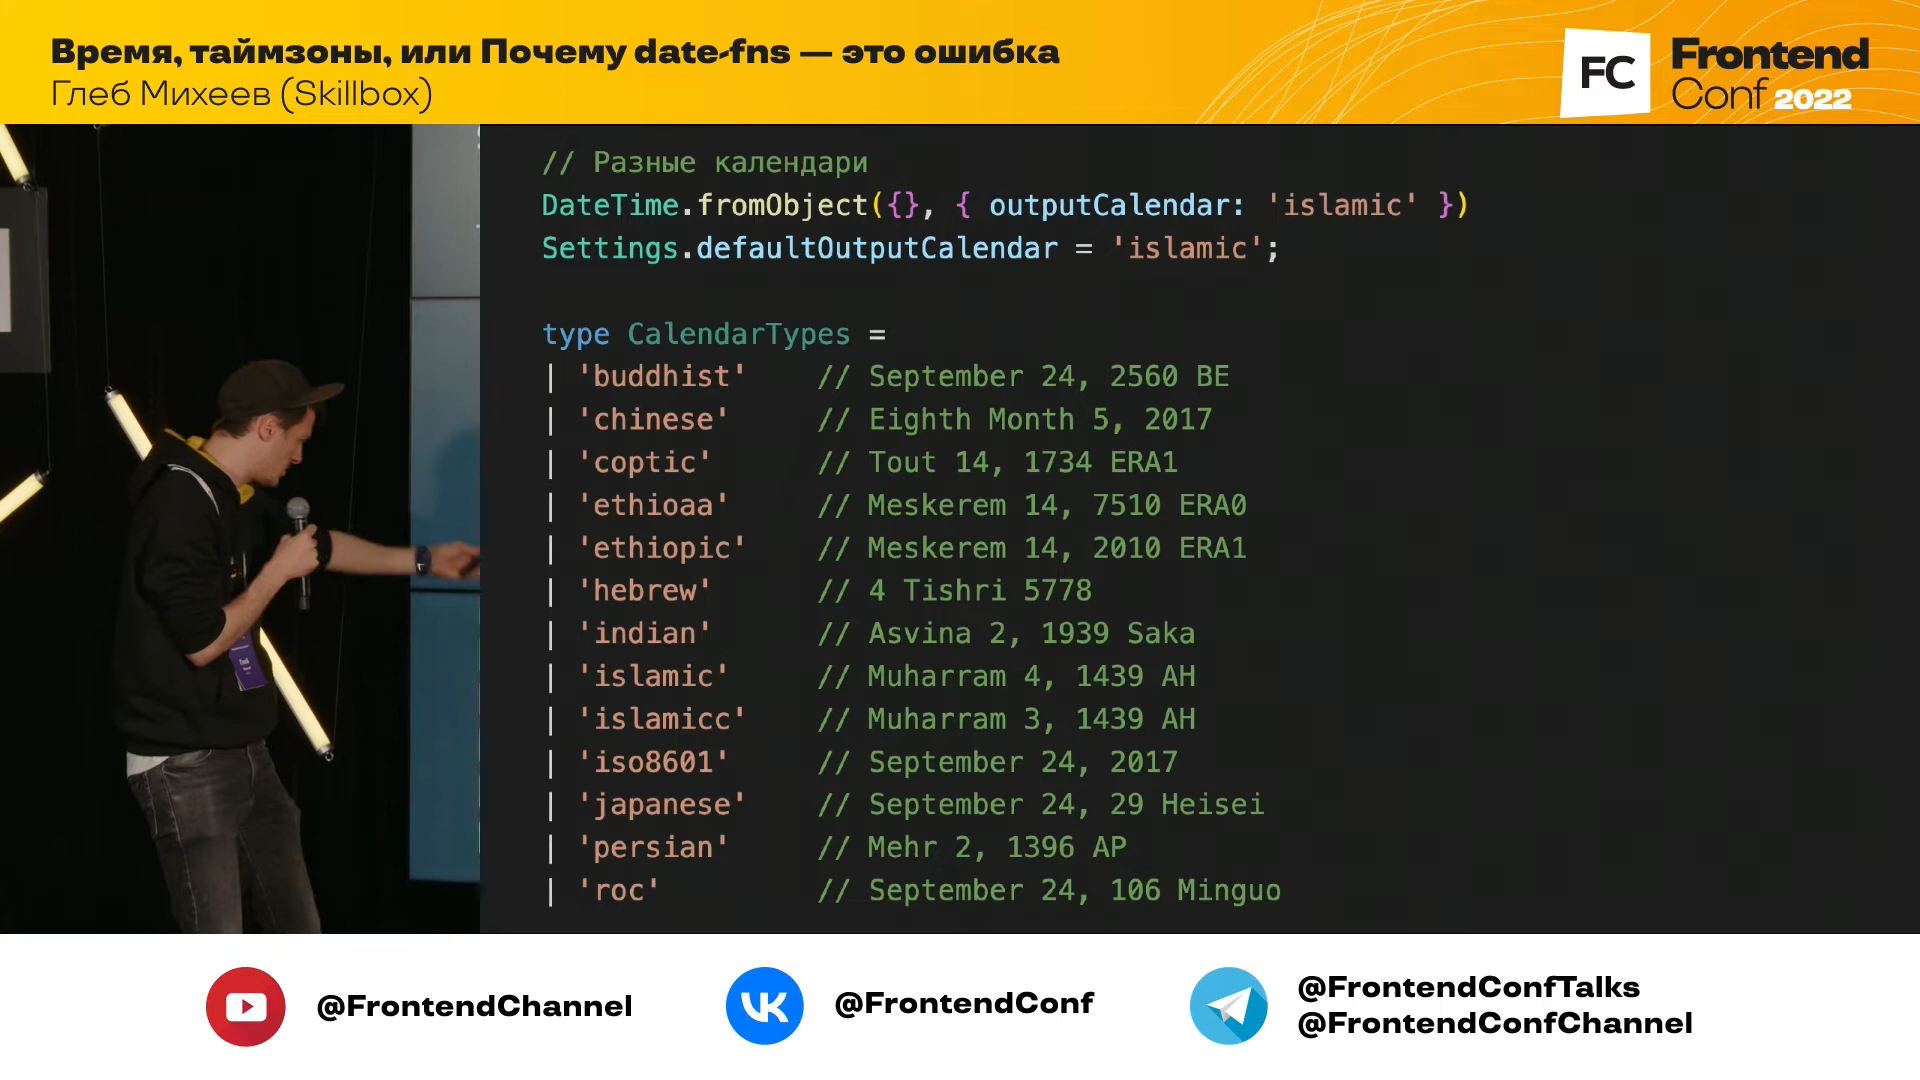 Время, таймзоны, или Почему date-fns — это ошибка
Глеб Михеев (Skillbox)
FC
Frontend
Conf 2022
// Разные календари
DateTime.fromObject({}, { outputCalendar: 'islamic' })
Settings.defaultOutputCalendar = 'islamic';
type CalendarTypes =
| 'buddhist' // September 24, 2560 BE
| 'chinese' // Eighth Month 5, 2017
| 'coptic' // Tout 14, 1734 ERA1
| 'ethioaa' // Meskerem 14, 7510 ERA0
| 'ethiopic' // Meskerem 14, 2010 ERA1
| 'hebrew' // 4 Tishri 5778
| 'indian' // Asvina 2, 1939 Saka
| 'islamic' // Muharram 4, 1439 AH
| 'islamicc' // Muharram 3, 1439 AH
| 'iso8601' // September 24, 2017
| 'japanese' // September 24, 29 Heisei
| 'persian' // Mehr 2, 1396 AP
| 'roc' // September 24, 106 Minguo
@FrontendChannel
@FrontendConf
@FrontendConfTalks
@FrontendConfChannel